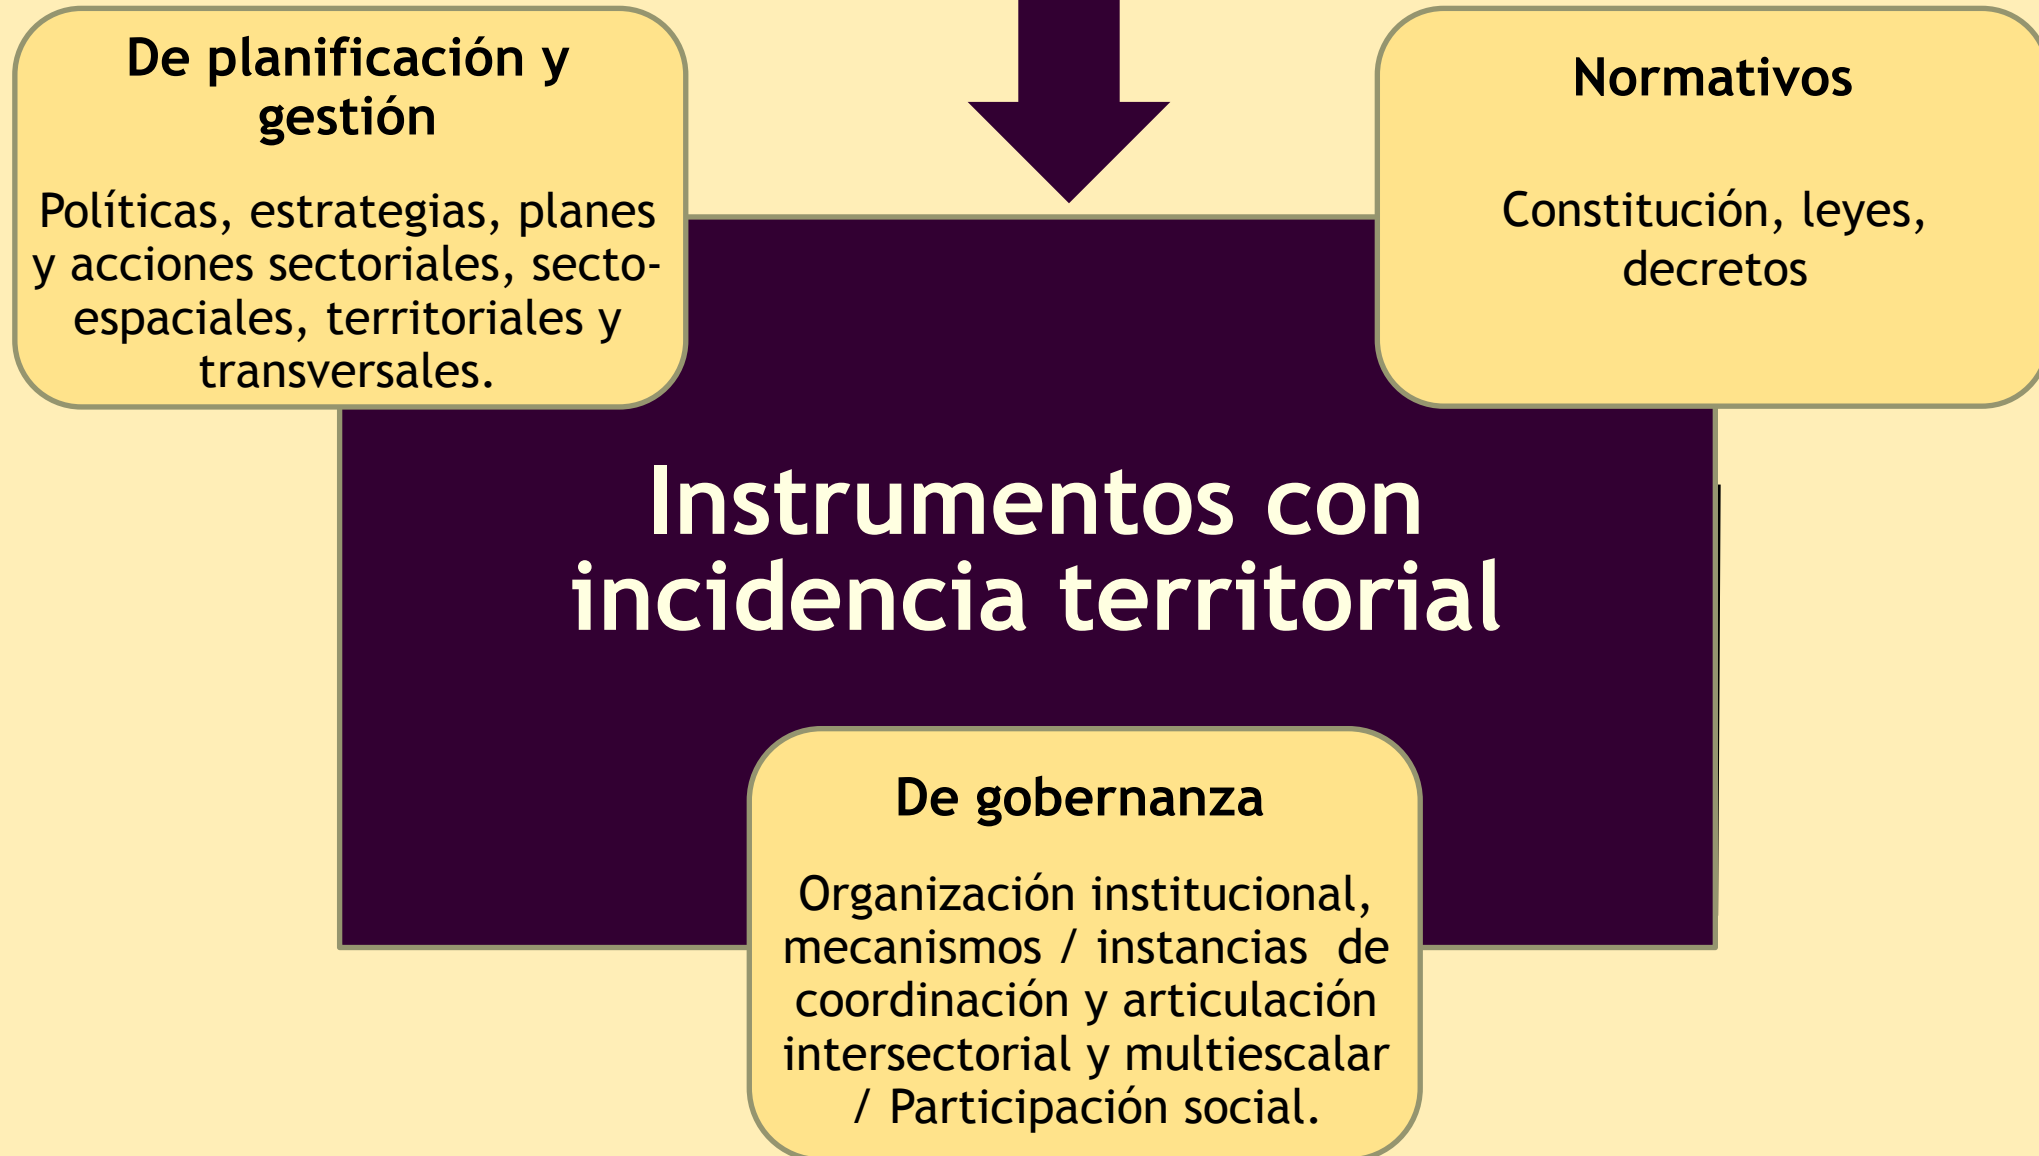 De planificación y
gestión
Políticas, estrategias, planes
y acciones sectoriales, secto-
espaciales, territoriales y
transversales.
Normativos
Constitución, leyes,
decretos
Instrumentos con
incidencia territorial
De gobernanza
Organización institucional,
mecanismos / instancias  de
coordinación y articulación
intersectorial y multiescalar
/ Participación social.